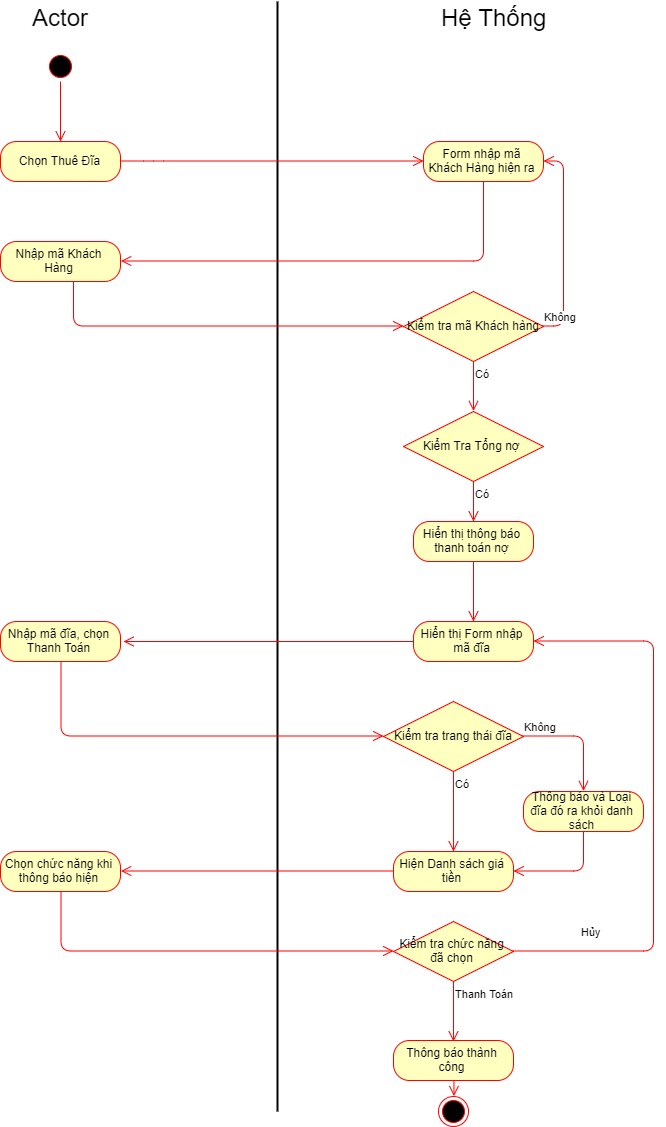 Actor
Hệ Thống
Chọn Thuê Đĩa
Form nhập mã
Khách Hàng hiện ra
Nhập mã Khách
Hàng
Kiểm tra mã Khách hàng
Không
Có
Kiểm Tra Tổng nợ
Có
Hiển thị thông báo
thanh toán nợ
Nhập mã đĩa, chọn
Thanh Toán
Hiển thị Form nhập
mã đĩa
Kiểm tra trang thái đĩa
Không
Có
Thông báo và Loại
đĩa đó ra khỏi danh
sách
Chọn chức năng khi
thông báo hiện
Hiện Danh sách giá
tiền
Kiểm tra chức năng
đã chọn
Hủy
Thanh Toán
Thông báo thành
công